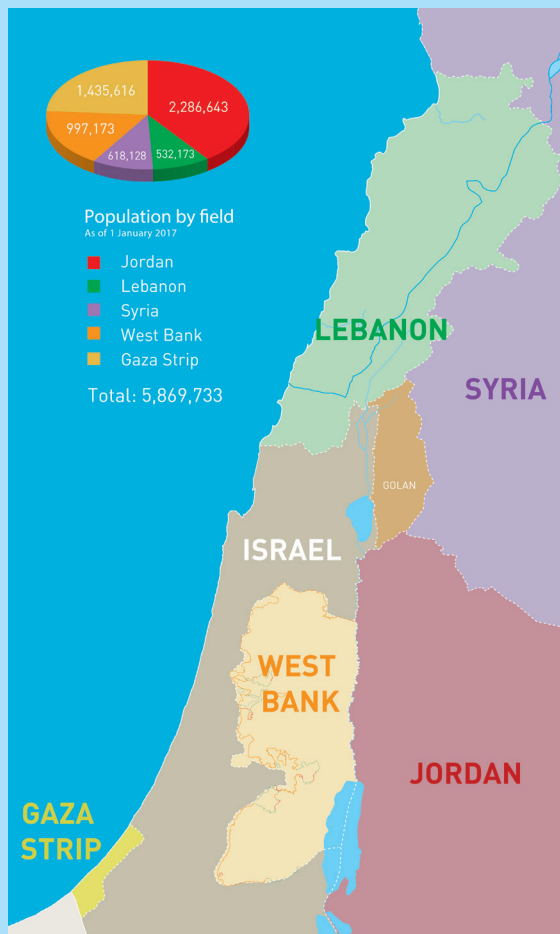 1,435,616
2,286,643
997,173
618,128
532,173
Population by field
As of 1 January 2017
Jordan
Lebanon
Syria
West Bank
Gaza Strip
Total: 5,869,733
LEBANON
SYRIA
GOLAN
ISRAEL
WEST
BANK
JORDAN
GAZA
STRIP